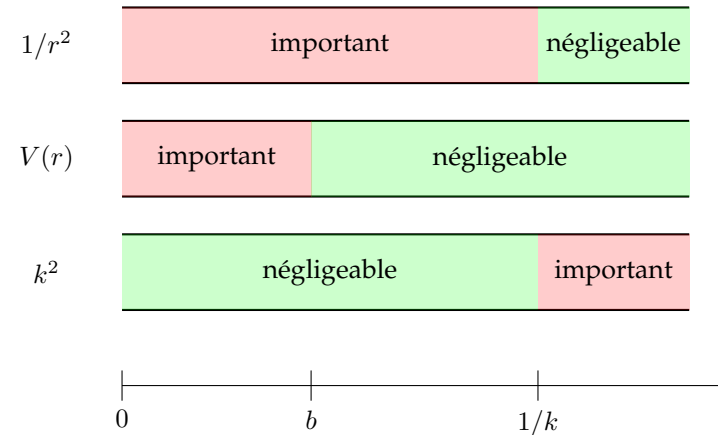 1/r² important négligeable
V(r) important négligeable
k² négligeable important
0 b 1/k